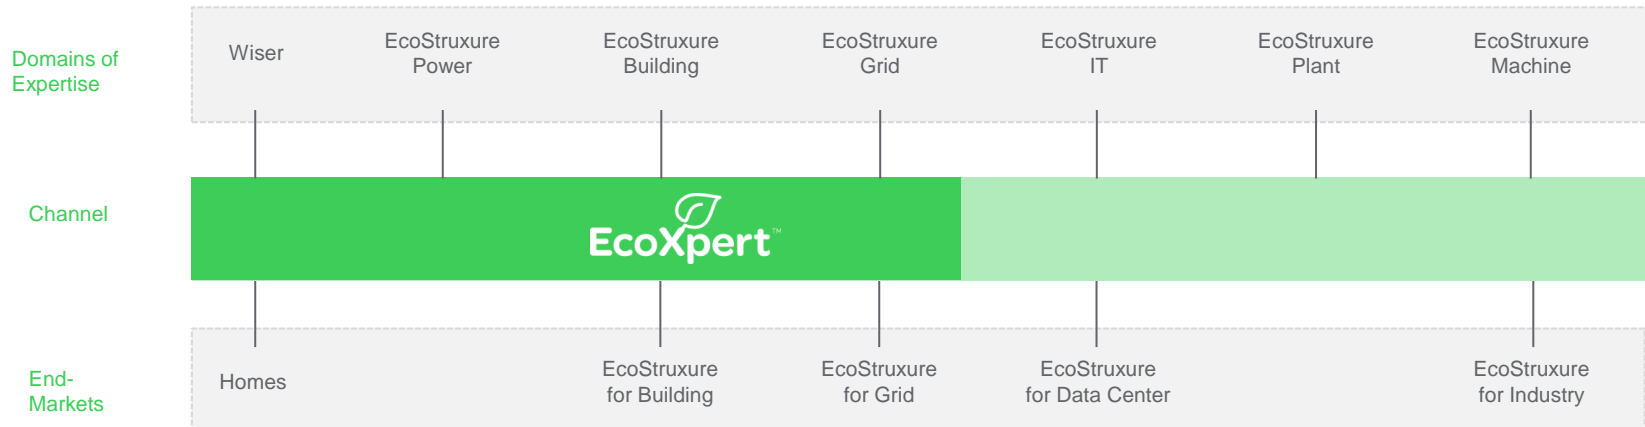 Domains of
Expertise
Wiser
EcoStruxure
Power
EcoStruxure
Building
EcoStruxure
Grid
EcoStruxure
IT
EcoStruxure
Plant
EcoStruxure
Machine
Channel
EcoXpert™
End-
Markets
Homes
EcoStruxure
for Building
EcoStruxure
for Grid
EcoStruxure
for Data Center
EcoStruxure
for Industry